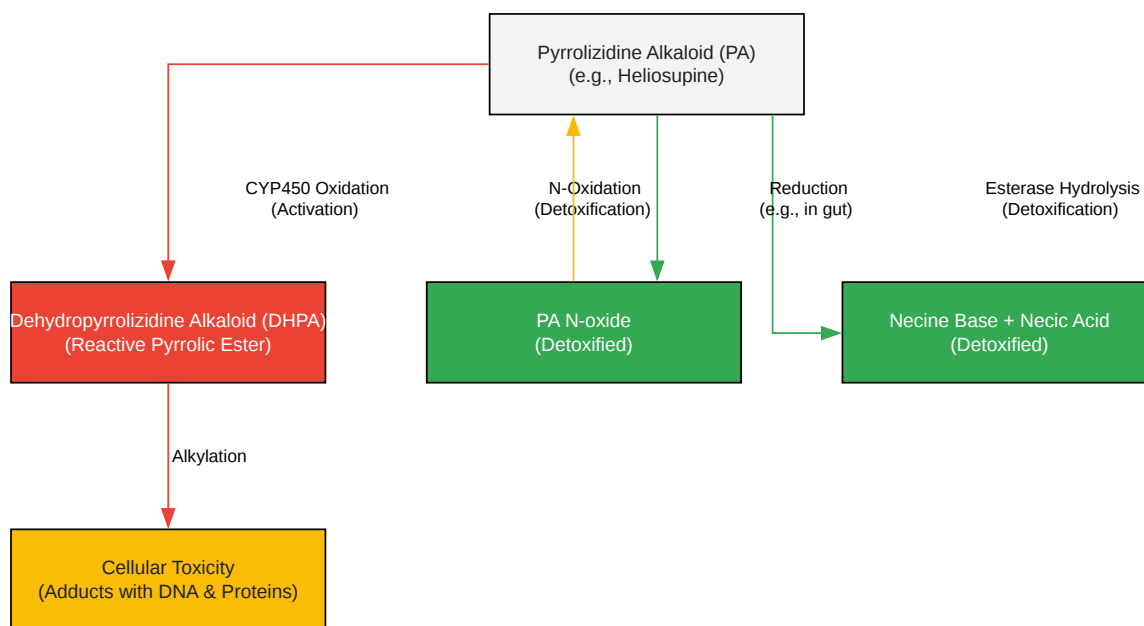 Pyrrolizidine Alkaloid (PA)
(e.g., Heliosupine)
CYP450 Oxidation
(Activation)
N-Oxidation
(Detoxification)
Reduction
(e.g., in gut)
Esterase Hydrolysis
(Detoxification)
Dehydropyrrolizidine Alkaloid (DHPA)
(Reactive Pyrrolic Ester)
PA N-oxide
(Detoxified)
Necine Base + Necic Acid
(Detoxified)
Alkylation
Cellular Toxicity
(Adducts with DNA & Proteins)